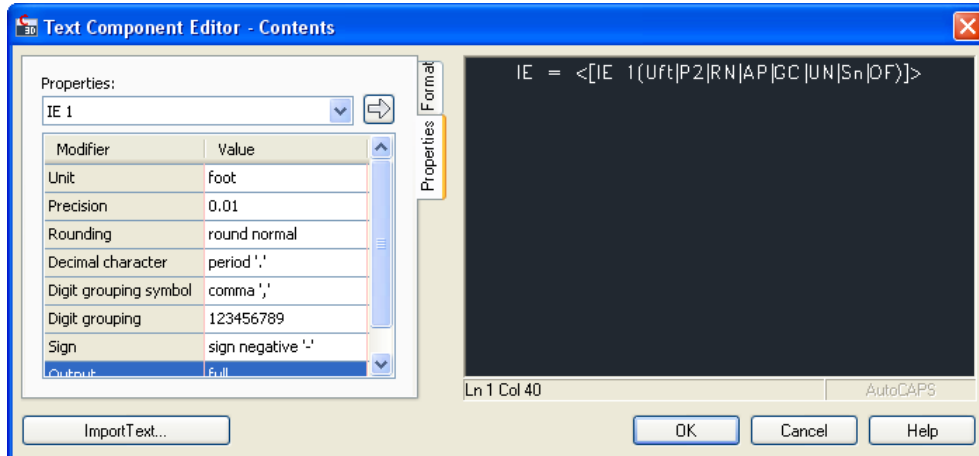 Text Component Editor - Contents
Properties:
IE 1
Modifier Value
Unit foot
Precision 0.01
Rounding round normal
Decimal character period '.'
Digit grouping symbol comma ','
Digit grouping 123456789
Sign sign negative '-'
Output full
Format
Properties
IE = <[IE 1(Uft|P2|RN|AP|GC|UN|Sn|OF)]>
Ln 1 Col 40 AutoCAPS
ImportText... OK Cancel Help